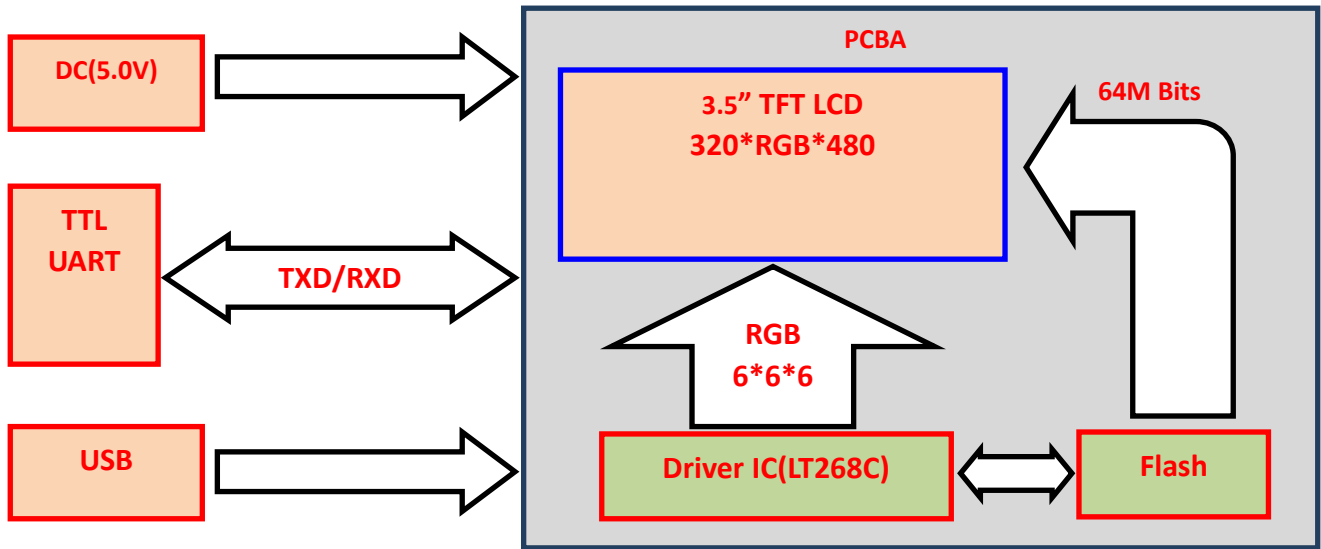 PCBA
DC(5.0V)
3.5” TFT LCD
320*RGB*480
64M Bits
TTL
UART
TXD/RXD
RGB
6*6*6
USB
Driver IC(LT268C)
Flash